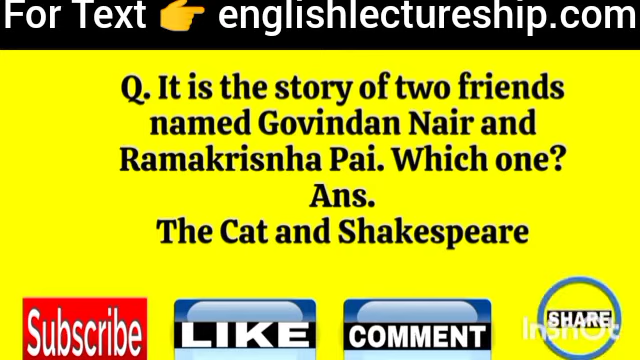 For Text 👉 englishlectureship.com
Q. It is the story of two friends
named Govindan Nair and
Ramakrisnha Pai. Which one?
Ans.
The Cat and Shakespeare
Subscribe
LIKE
COMMENT
SHARE
InShOt